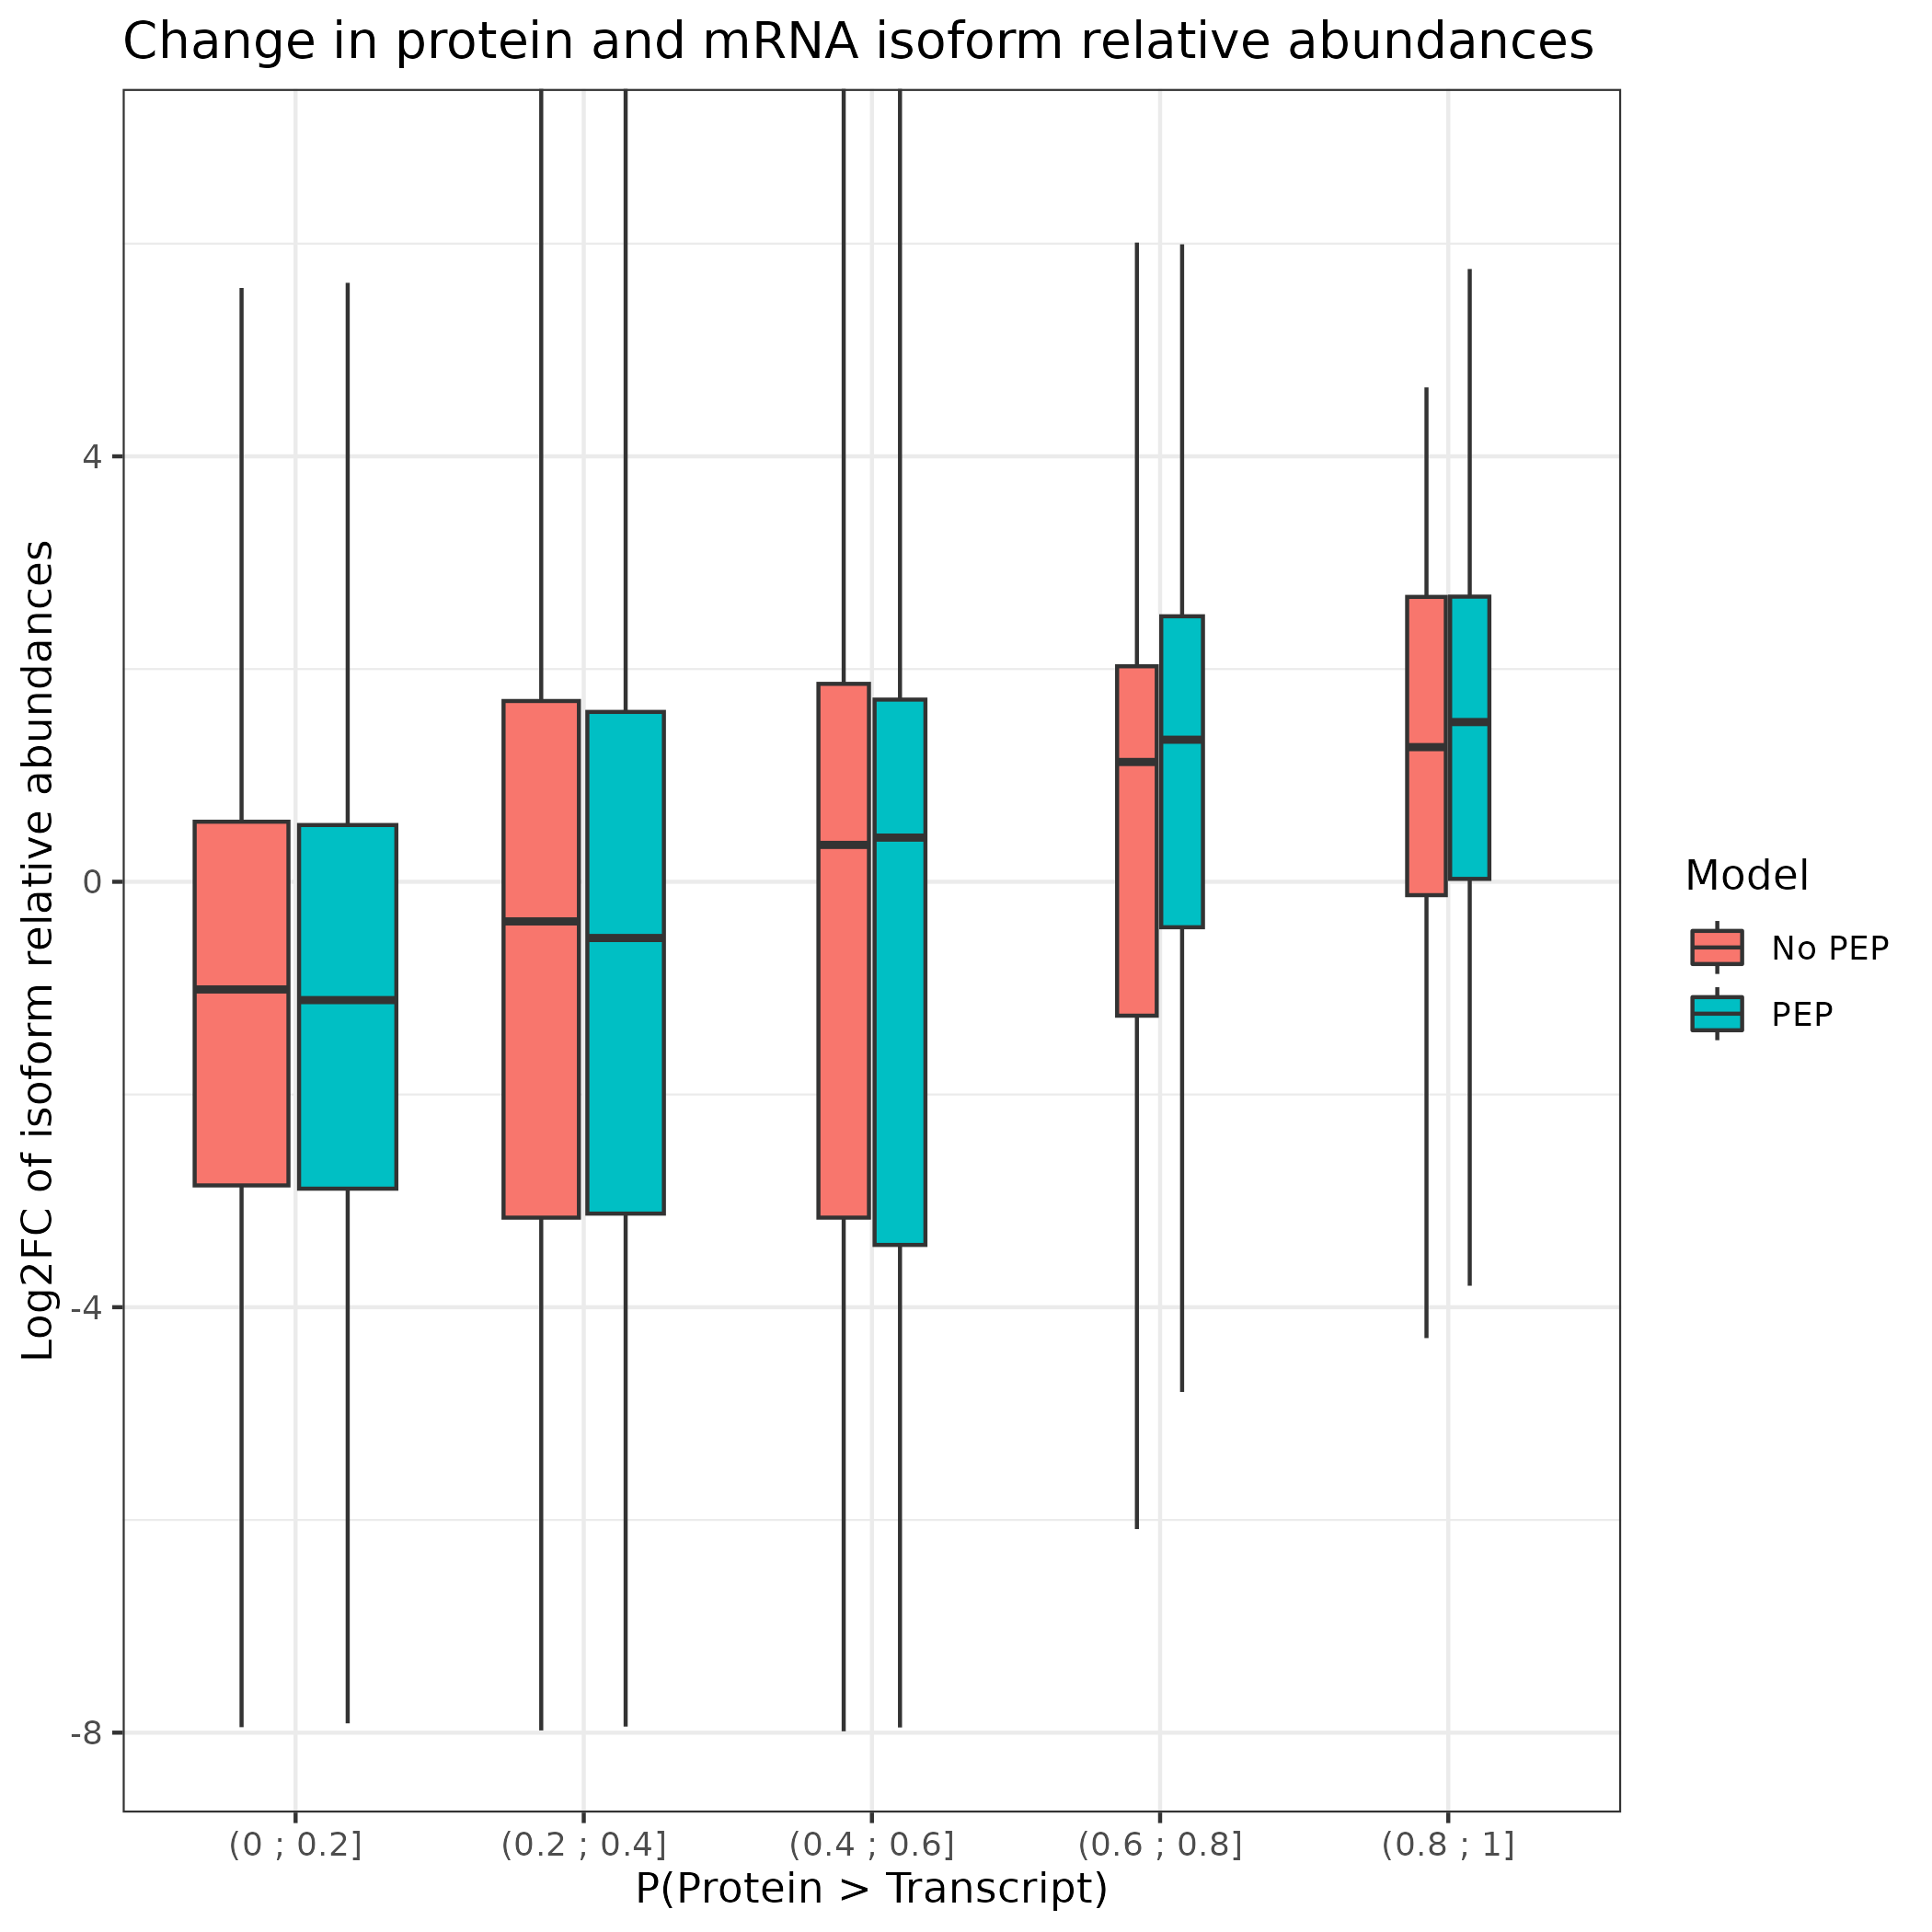 Change in protein and mRNA isoform relative abundances
Log2FC of isoform relative abundances
4
0
-4
-8
(0 ; 0.2]
(0.2 ; 0.4]
(0.4 ; 0.6]
(0.6 ; 0.8]
(0.8 ; 1]
P(Protein > Transcript)
Model
No PEP
PEP